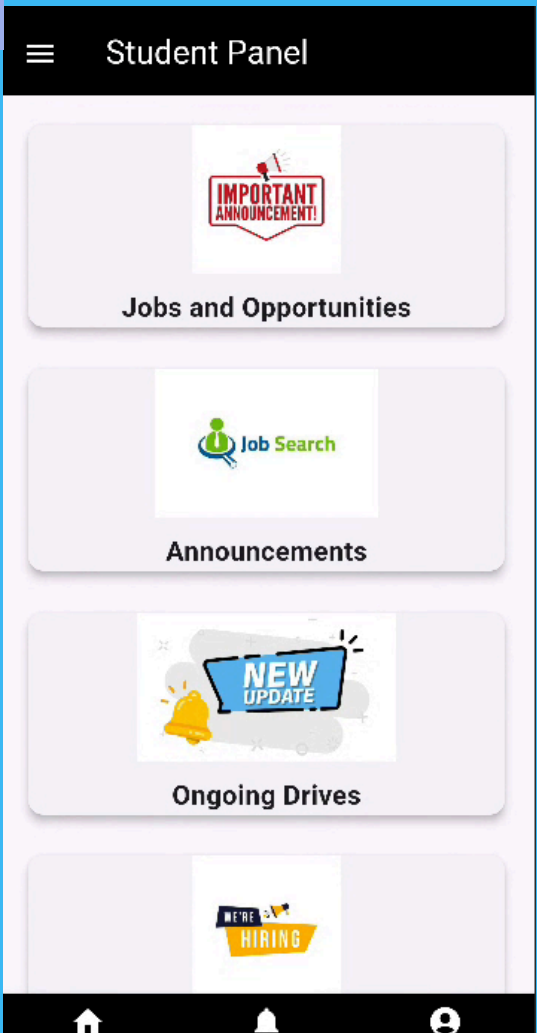 Student Panel
IMPORTANT
ANNOUNCEMENT!
Jobs and Opportunities
Job Search
Announcements
NEW
UPDATE
Ongoing Drives
WE'RE
HIRING